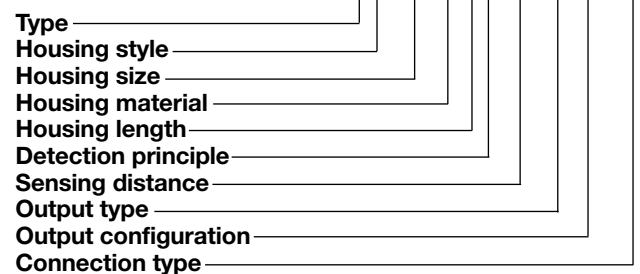 Type
Housing style
Housing size
Housing material
Housing length
Detection principle
Sensing distance
Output type
Output configuration
Connection type